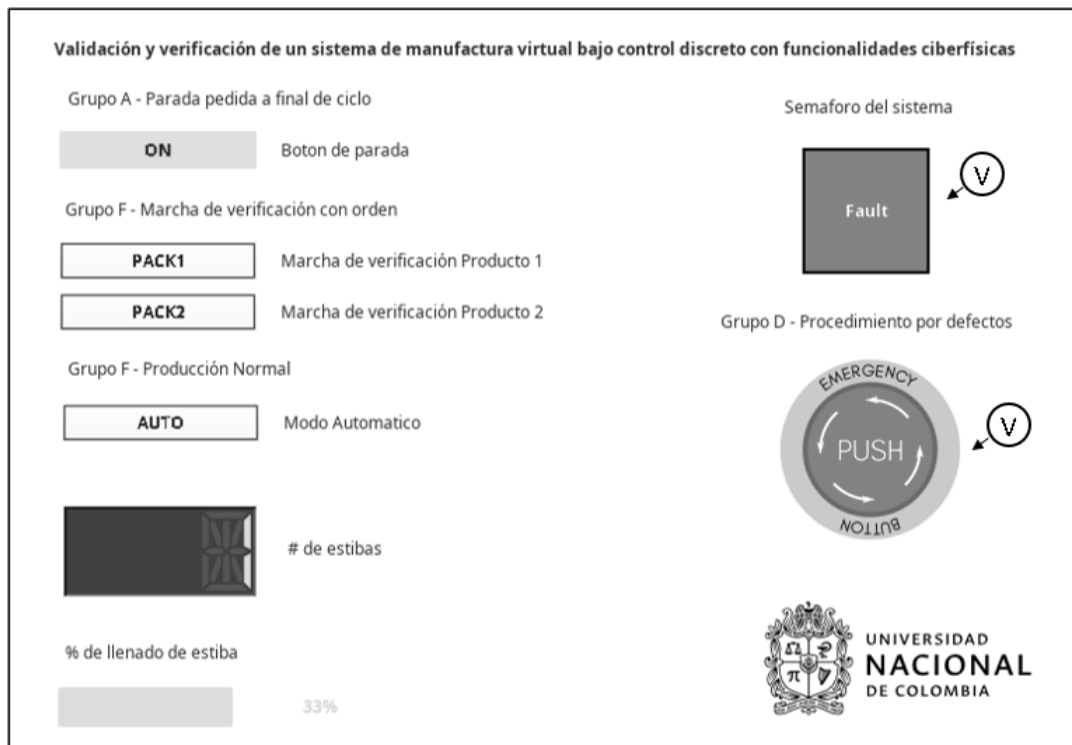 Validación y verificación de un sistema de manufactura virtual bajo control discreto con funcionalidades ciberfísicas
Grupo A - Parada pedida a final de ciclo
ON
Boton de parada
Grupo F - Marcha de verificación con orden
PACK1
Marcha de verificación Producto 1
PACK2
Marcha de verificación Producto 2
Grupo F - Producción Normal
AUTO
Modo Automatico
1
# de estibas
% de llenado de estiba
33%
Semaforo del sistema
Fault
V
Grupo D - Procedimiento por defectos
EMERGENCY
PUSH
BUTTON
V
UNIVERSIDAD
NACIONAL
DE COLOMBIA